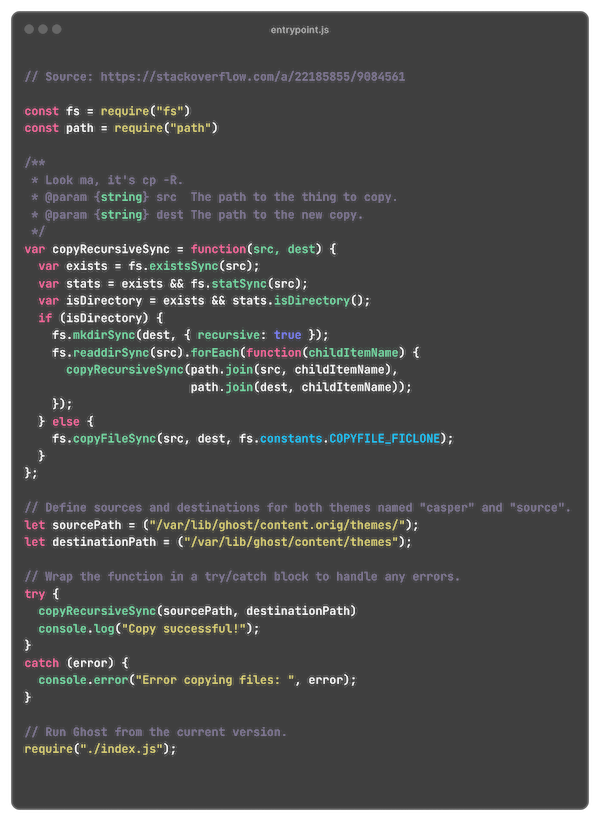 entrypoint.js
// Source: https://stackoverflow.com/a/22185855/9084561
const fs = require("fs")
const path = require("path")
/**
 * Look ma, it's cp -R.
 * @param {string} src  The path to the thing to copy.
 * @param {string} dest The path to the new copy.
 */
var copyRecursiveSync = function(src, dest) {
  var exists = fs.existsSync(src);
  var stats = exists && fs.statSync(src);
  var isDirectory = exists && stats.isDirectory();
  if (isDirectory) {
    fs.mkdirSync(dest, { recursive: true });
    fs.readdirSync(src).forEach(function(childItemName) {
      copyRecursiveSync(path.join(src, childItemName),
                        path.join(dest, childItemName));
    });
  } else {
    fs.copyFileSync(src, dest, fs.constants.COPYFILE_FICLONE);
  }
};
// Define sources and destinations for both themes named "casper" and "source".
let sourcePath = ("/var/lib/ghost/content.orig/themes/");
let destinationPath = ("/var/lib/ghost/content/themes");
// Wrap the function in a try/catch block to handle any errors.
try {
  copyRecursiveSync(sourcePath, destinationPath)
  console.log("Copy successful!");
}
catch (error) {
  console.error("Error copying files: ", error);
}
// Run Ghost from the current version.
require("./index.js");